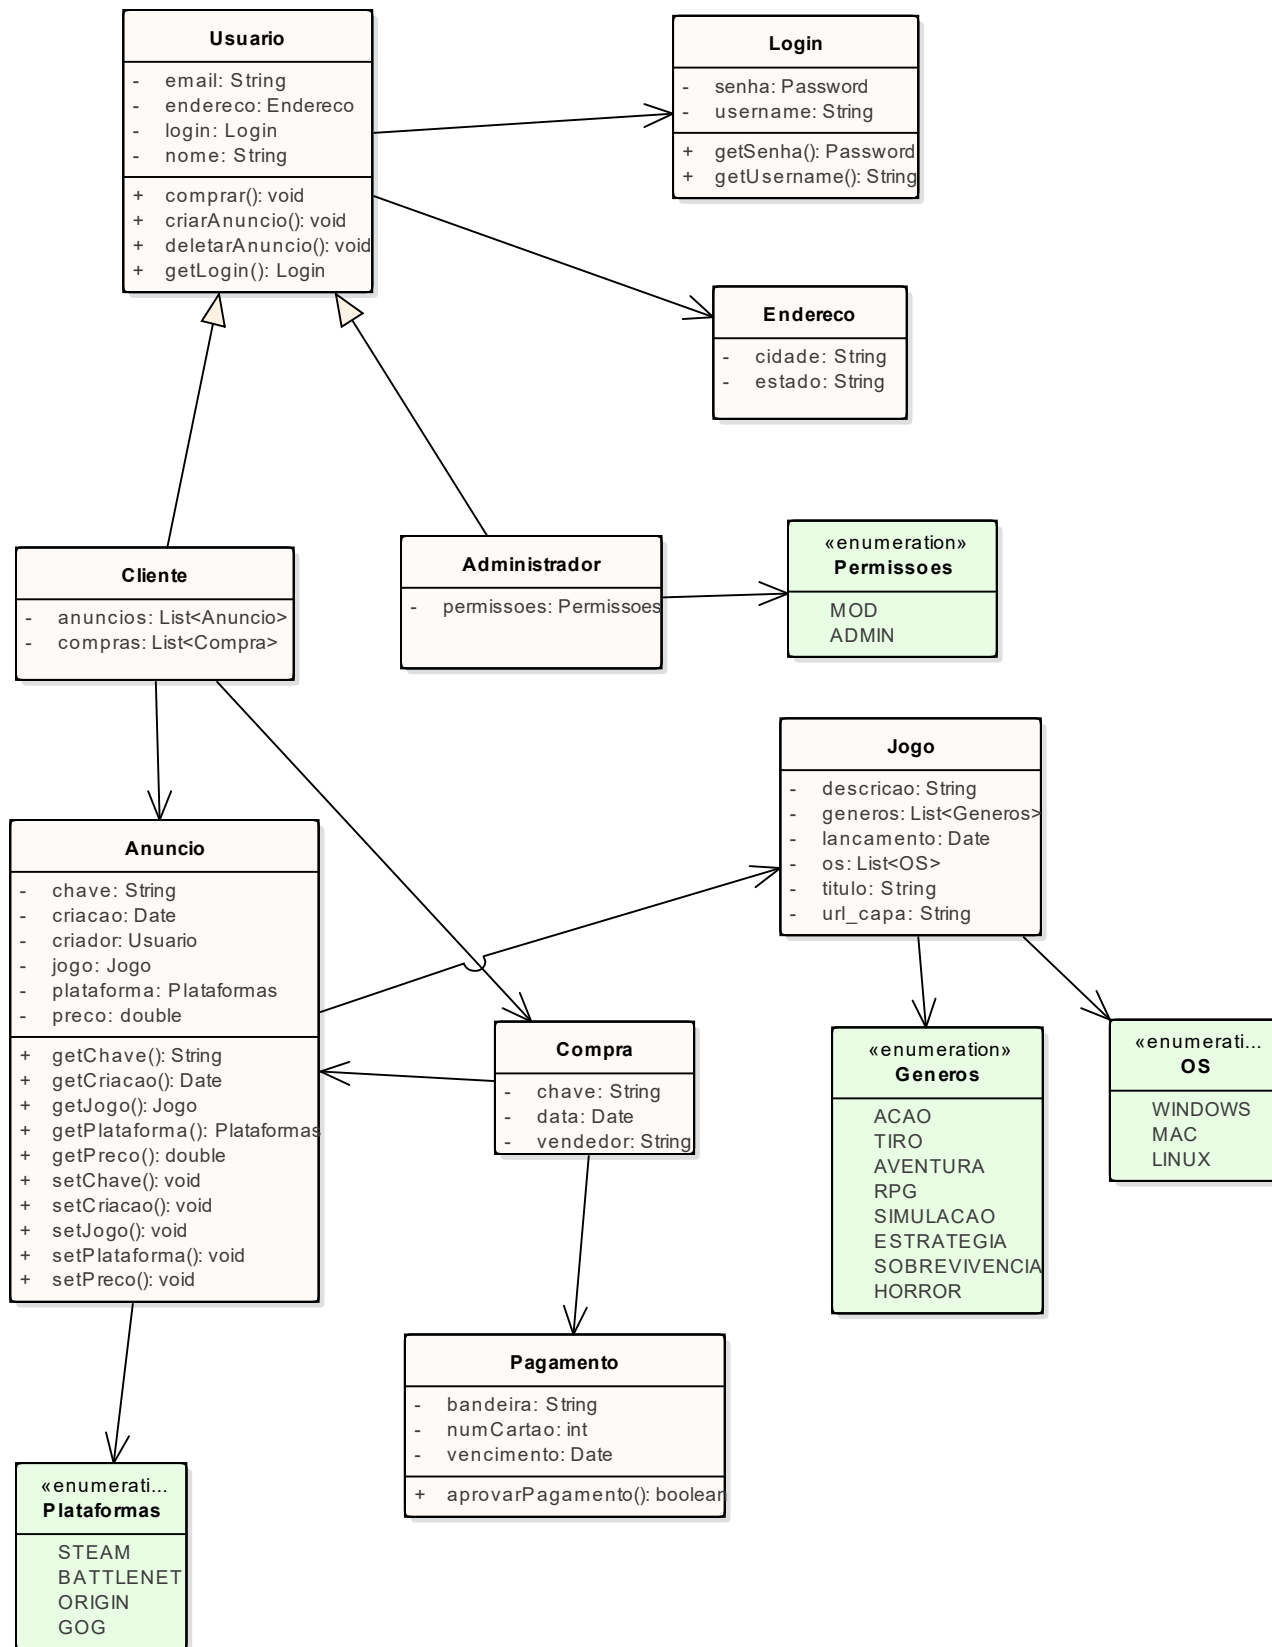 Usuario
- email: String
- endereco: Endereco
- login: Login
- nome: String
+ comprar(): void
+ criarAnuncio(): void
+ deletarAnuncio(): void
+ getLogin(): Login
Login
- senha: Password
- username: String
+ getSenha(): Password
+ getUsername(): String
Endereco
- cidade: String
- estado: String
Cliente
- anuncios: List<Anuncio>
- compras: List<Compra>
Administrador
- permissoes: Permissoes
«enumeration»
Permissoes
MOD
ADMIN
Jogo
- descricao: String
- generos: List<Generos>
- lancamento: Date
- os: List<OS>
- titulo: String
- url_capa: String
Anuncio
- chave: String
- criacao: Date
- criador: Usuario
- jogo: Jogo
- plataforma: Plataformas
- preco: double
+ getChave(): String
+ getCriacao(): Date
+ getJogo(): Jogo
+ getPlataforma(): Plataformas
+ getPreco(): double
+ setChave(): void
+ setCriacao(): void
+ setJogo(): void
+ setPlataforma(): void
+ setPreco(): void
Compra
- chave: String
- data: Date
- vendedor: String
«enumeration»
Generos
ACAO
TIRO
AVENTURA
RPG
SIMULACAO
ESTRATEGIA
SOBREVIVENCIA
HORROR
«enumerati...
OS
WINDOWS
MAC
LINUX
Pagamento
- bandeira: String
- numCartao: int
- vencimento: Date
+ aprovarPagamento(): boolean
«enumerati...
Plataformas
STEAM
BATTLENET
ORIGIN
GOG